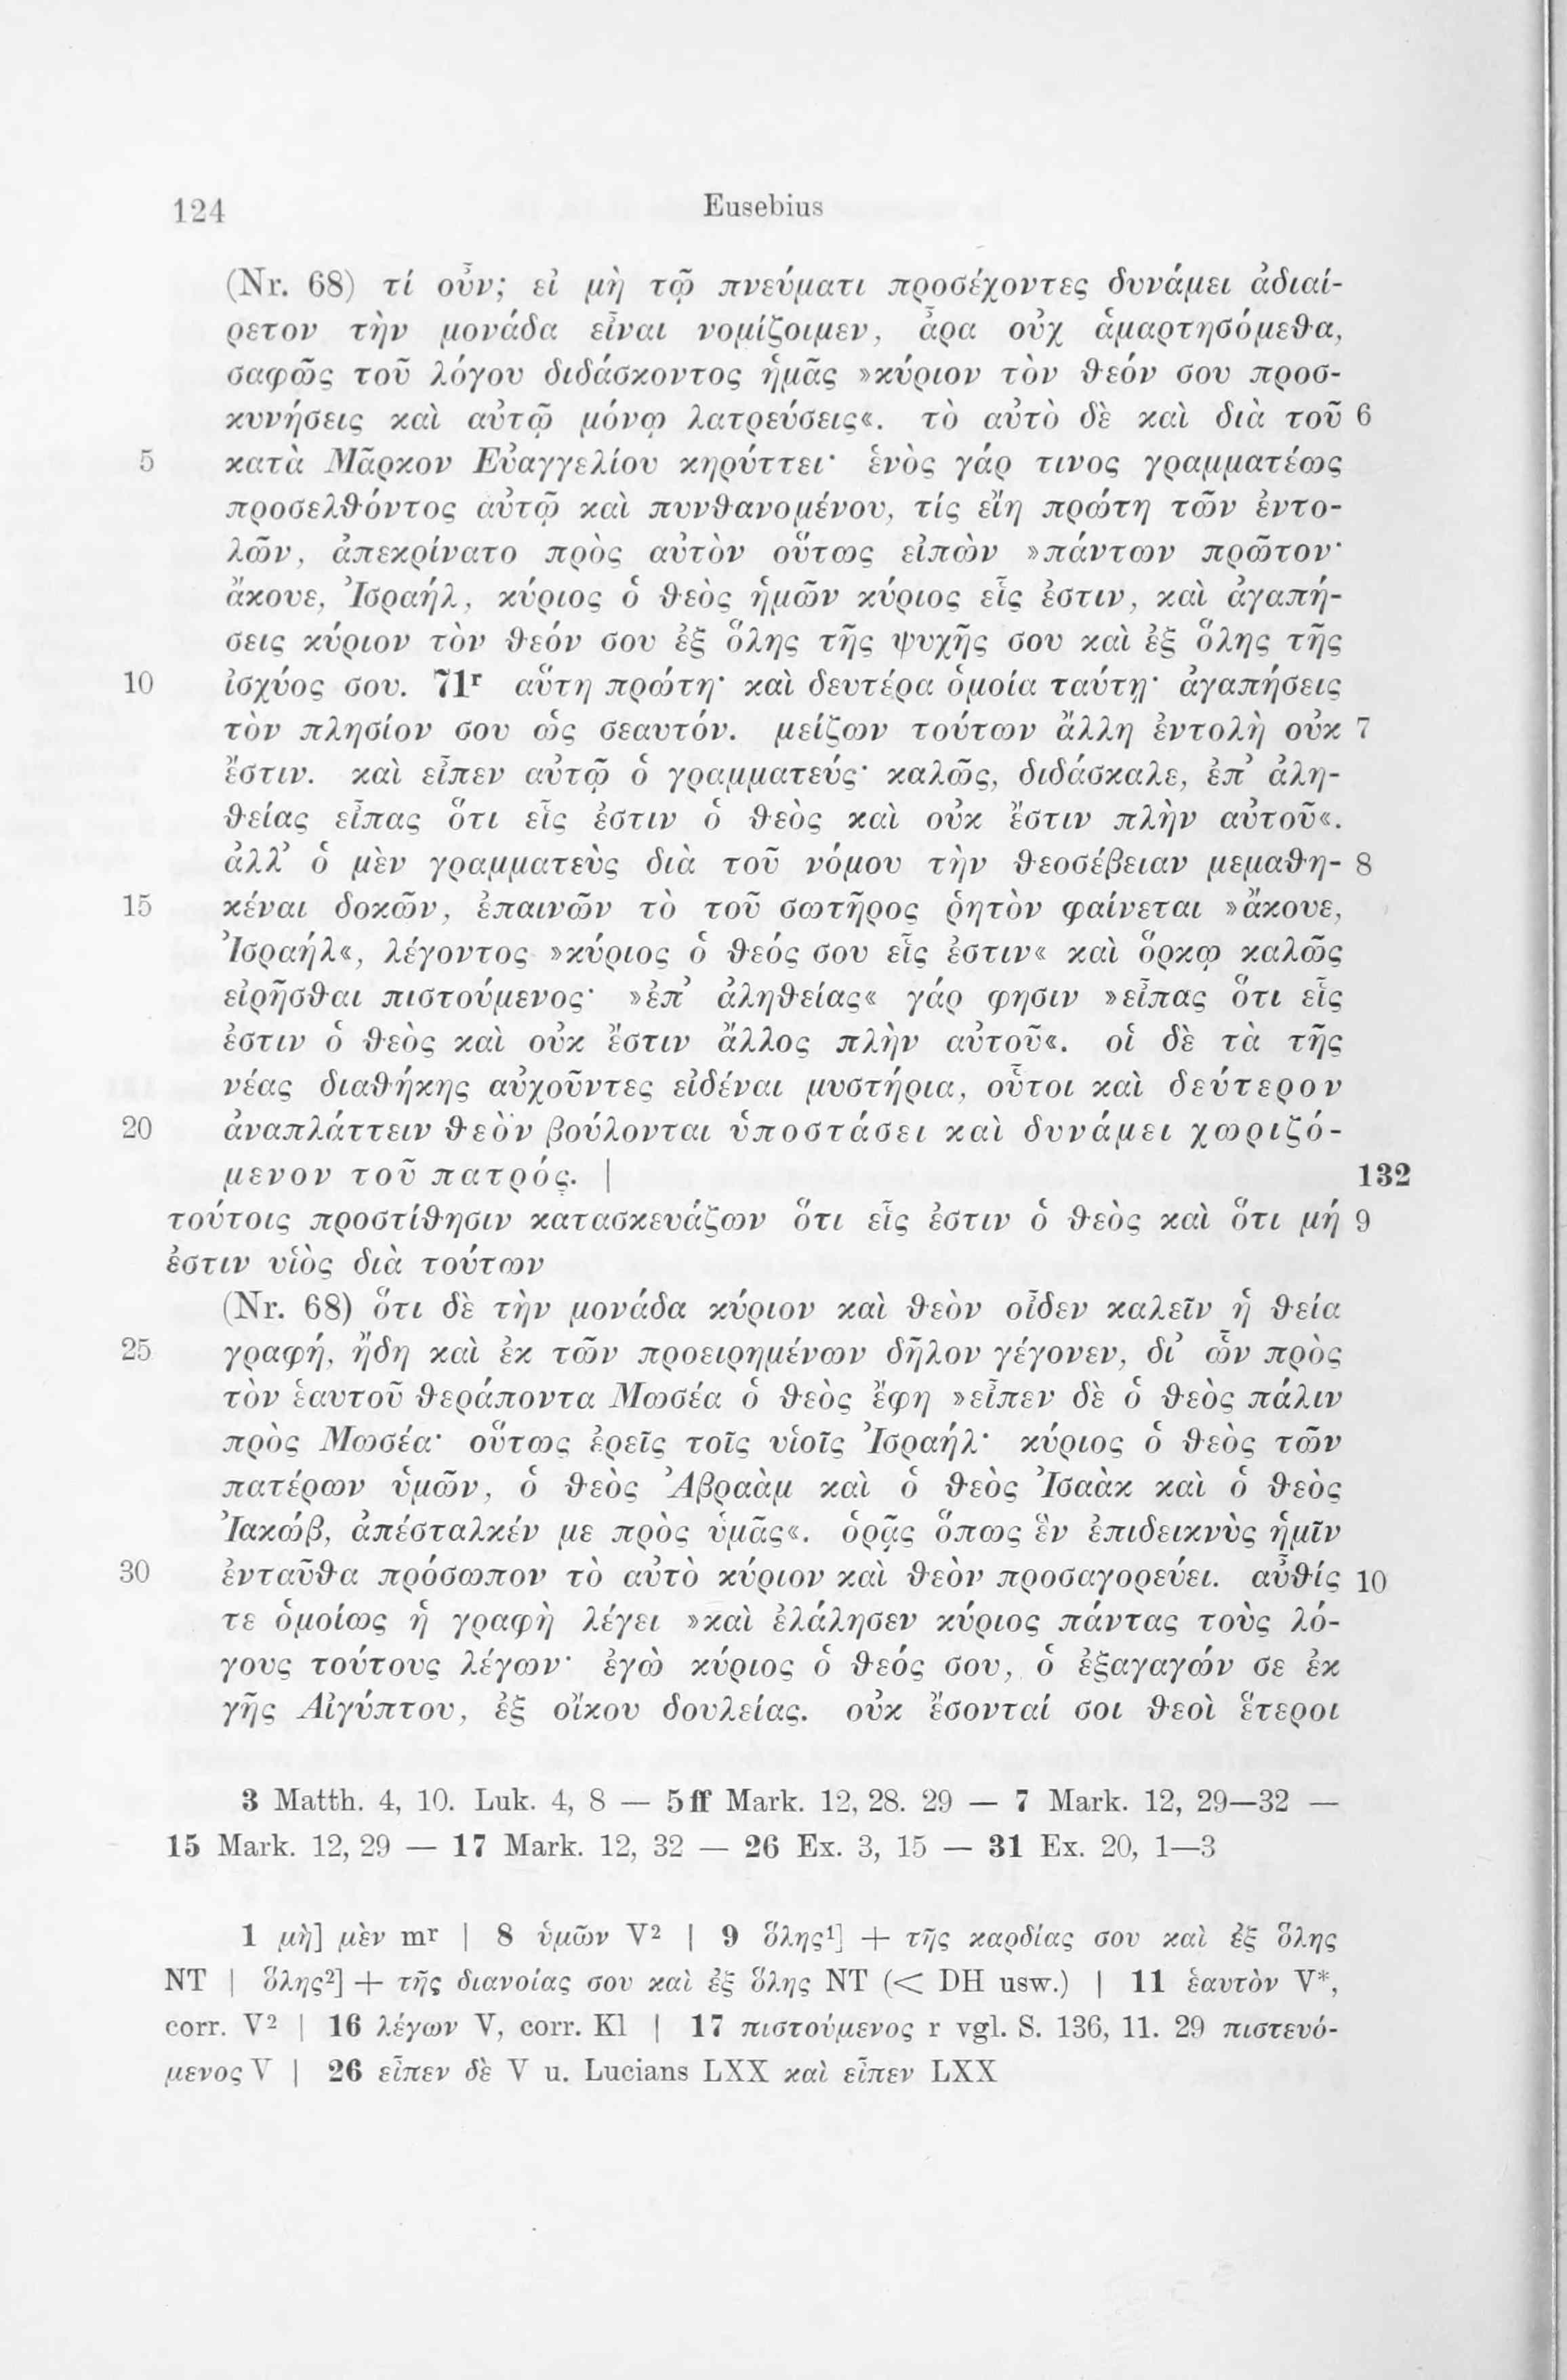 124 Eusebius
(Nr. 68) τί οὖν; εἰ μὴ τῷ πνεύματι προσέχοντες δυνάμει ἀδιαί-
ρετον τὴν μονάδα εἶναι νομίζοιμεν, ἆρα οὐχ ἁμαρτησόμεθα,
σαφῶς τοῦ λόγου διδάσκοντος ἡμᾶς »κύριον τὸν θεόν σου προσ-
κυνήσεις καὶ αὐτῷ μόνῳ λατρεύσεις«. τὸ αὐτὸ δὲ καὶ διὰ τοῦ 6
5 κατὰ Μᾶρκον Εὐαγγελίου κηρύττει· ἑνὸς γάρ τινος γραμματέως
προσελθόντος αὐτῷ καὶ πυνθανομένου, τίς εἴη πρώτη τῶν ἐντο-
λῶν, ἀπεκρίνατο πρὸς αὐτὸν οὕτως εἰπὼν »πάντων πρῶτον·
ἄκουε, Ἰσραήλ, κύριος ὁ θεὸς ἡμῶν κύριος εἷς ἐστιν, καὶ ἀγαπή-
σεις κύριον τὸν θεόν σου ἐξ ὅλης τῆς ψυχῆς σου καὶ ἐξ ὅλης τῆς
10 ἰσχύος σου. 71r αὕτη πρώτη· καὶ δευτέρα ὁμοία ταύτῃ· ἀγαπήσεις
τὸν πλησίον σου ὡς σεαυτόν. μείζων τούτων ἄλλη ἐντολὴ οὐκ 7
ἔστιν. καὶ εἶπεν αὐτῷ ὁ γραμματεύς· καλῶς, διδάσκαλε, ἐπ’ ἀλη-
θείας εἶπας ὅτι εἷς ἐστιν ὁ θεὸς καὶ οὐκ ἔστιν πλὴν αὐτοῦ«.
ἀλλ’ ὁ μὲν γραμματεὺς διὰ τοῦ νόμου τὴν θεοσέβειαν μεμαθη- 8
15 κέναι δοκῶν, ἐπαινῶν τὸ τοῦ σωτῆρος ῥητὸν φαίνεται »ἄκουε,
Ἰσραήλ«, λέγοντος »κύριος ὁ θεός σου εἷς ἐστιν« καὶ ὅρκῳ καλῶς
εἰρῆσθαι πιστούμενος· »ἐπ’ ἀληθείας« γάρ φησιν »εἶπας ὅτι εἷς
ἐστιν ὁ θεὸς καὶ οὐκ ἔστιν ἄλλος πλὴν αὐτοῦ«. οἱ δὲ τὰ τῆς
νέας διαθήκης αὐχοῦντες εἰδέναι μυστήρια, οὗτοι καὶ δεύτερον
20 ἀναπλάττειν θεὸν βούλονται ὑποστάσει καὶ δυνάμει χωριζό-
μενον τοῦ πατρός. | 132
τούτοις προστίθησιν κατασκευάζων ὅτι εἷς ἐστιν ὁ θεὸς καὶ ὅτι μή 9
ἐστιν υἱὸς διὰ τούτων
(Nr. 68) ὅτι δὲ τὴν μονάδα κύριον καὶ θεὸν οἶδεν καλεῖν ἡ θεία
25 γραφή, ἤδη καὶ ἐκ τῶν προειρημένων δῆλον γέγονεν, δι’ ὧν πρὸς
τὸν ἑαυτοῦ θεράποντα Μωσέα ὁ θεὸς ἔφη »εἶπεν δὲ ὁ θεὸς πάλιν
πρὸς Μωσέα· οὕτως ἐρεῖς τοῖς υἱοῖς Ἰσραήλ· κύριος ὁ θεὸς τῶν
πατέρων ὑμῶν, ὁ θεὸς Ἀβραὰμ καὶ ὁ θεὸς Ἰσαὰκ καὶ ὁ θεὸς
Ἰακώβ, ἀπέσταλκέν με πρὸς ὑμᾶς«. ὁρᾷς ὅπως ἓν ἐπιδεικνὺς ἡμῖν
30 ἐνταῦθα πρόσωπον τὸ αὐτὸ κύριον καὶ θεὸν προσαγορεύει. αὖθίς 10
τε ὁμοίως ἡ γραφὴ λέγει »καὶ ἐλάλησεν κύριος πάντας τοὺς λό-
γους τούτους λέγων· ἐγὼ κύριος ὁ θεός σου, ὁ ἐξαγαγών σε ἐκ
γῆς Αἰγύπτου, ἐξ οἴκου δουλείας. οὐκ ἔσονταί σοι θεοὶ ἕτεροι
3 Matth. 4, 10. Luk. 4, 8 — 5 ff Mark. 12, 28. 29 — 7 Mark. 12, 29—32 —
15 Mark. 12, 29 — 17 Mark. 12, 32 — 26 Ex. 3, 15 — 31 Ex. 20, 1—3
1 μὴ] μὲν mr | 8 ὑμῶν V² | 9 ὅλης¹] + τῆς καρδίας σου καὶ ἐξ ὅλης
NT | ὅλης²] + τῆς διανοίας σου καὶ ἐξ ὅλης NT (< DH usw.) | 11 ἑαυτὸν V*,
corr. V² | 16 λέγων V, corr. Kl | 17 πιστούμενος r vgl. S. 136, 11. 29 πιστευό-
μενος V | 26 εἶπεν δὲ V u. Lucians LXX καὶ εἶπεν LXX